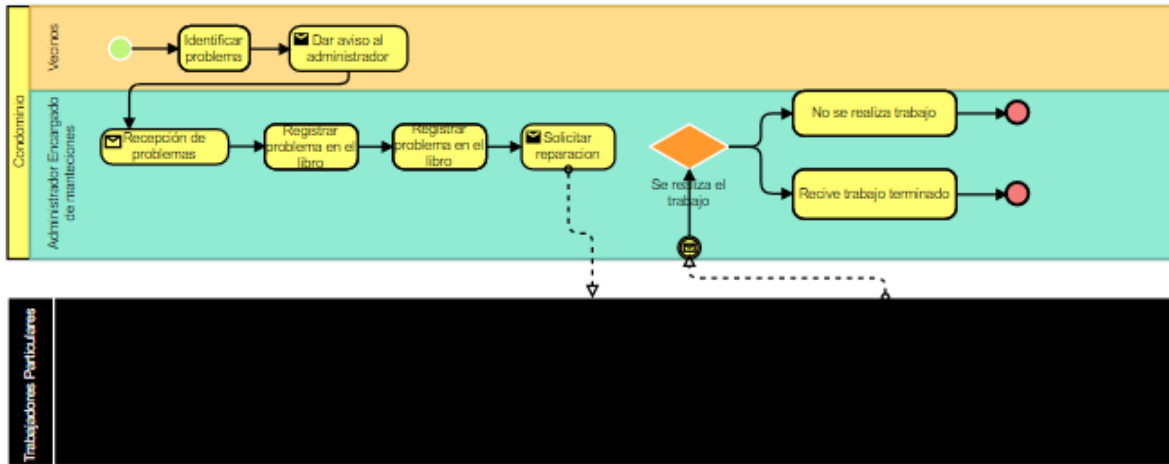 Condominio
Vecinos
Identificar
problema
Dar aviso al
administrador
Administrador Encargado
de manteciones
Recepción de
problemas
Registrar
problema en el
libro
Registrar
problema en el
libro
Solicitar
reparacion
Se realiza el
trabajo
No se realiza trabajo
Recive trabajo terminado
Trabajadores Particulares